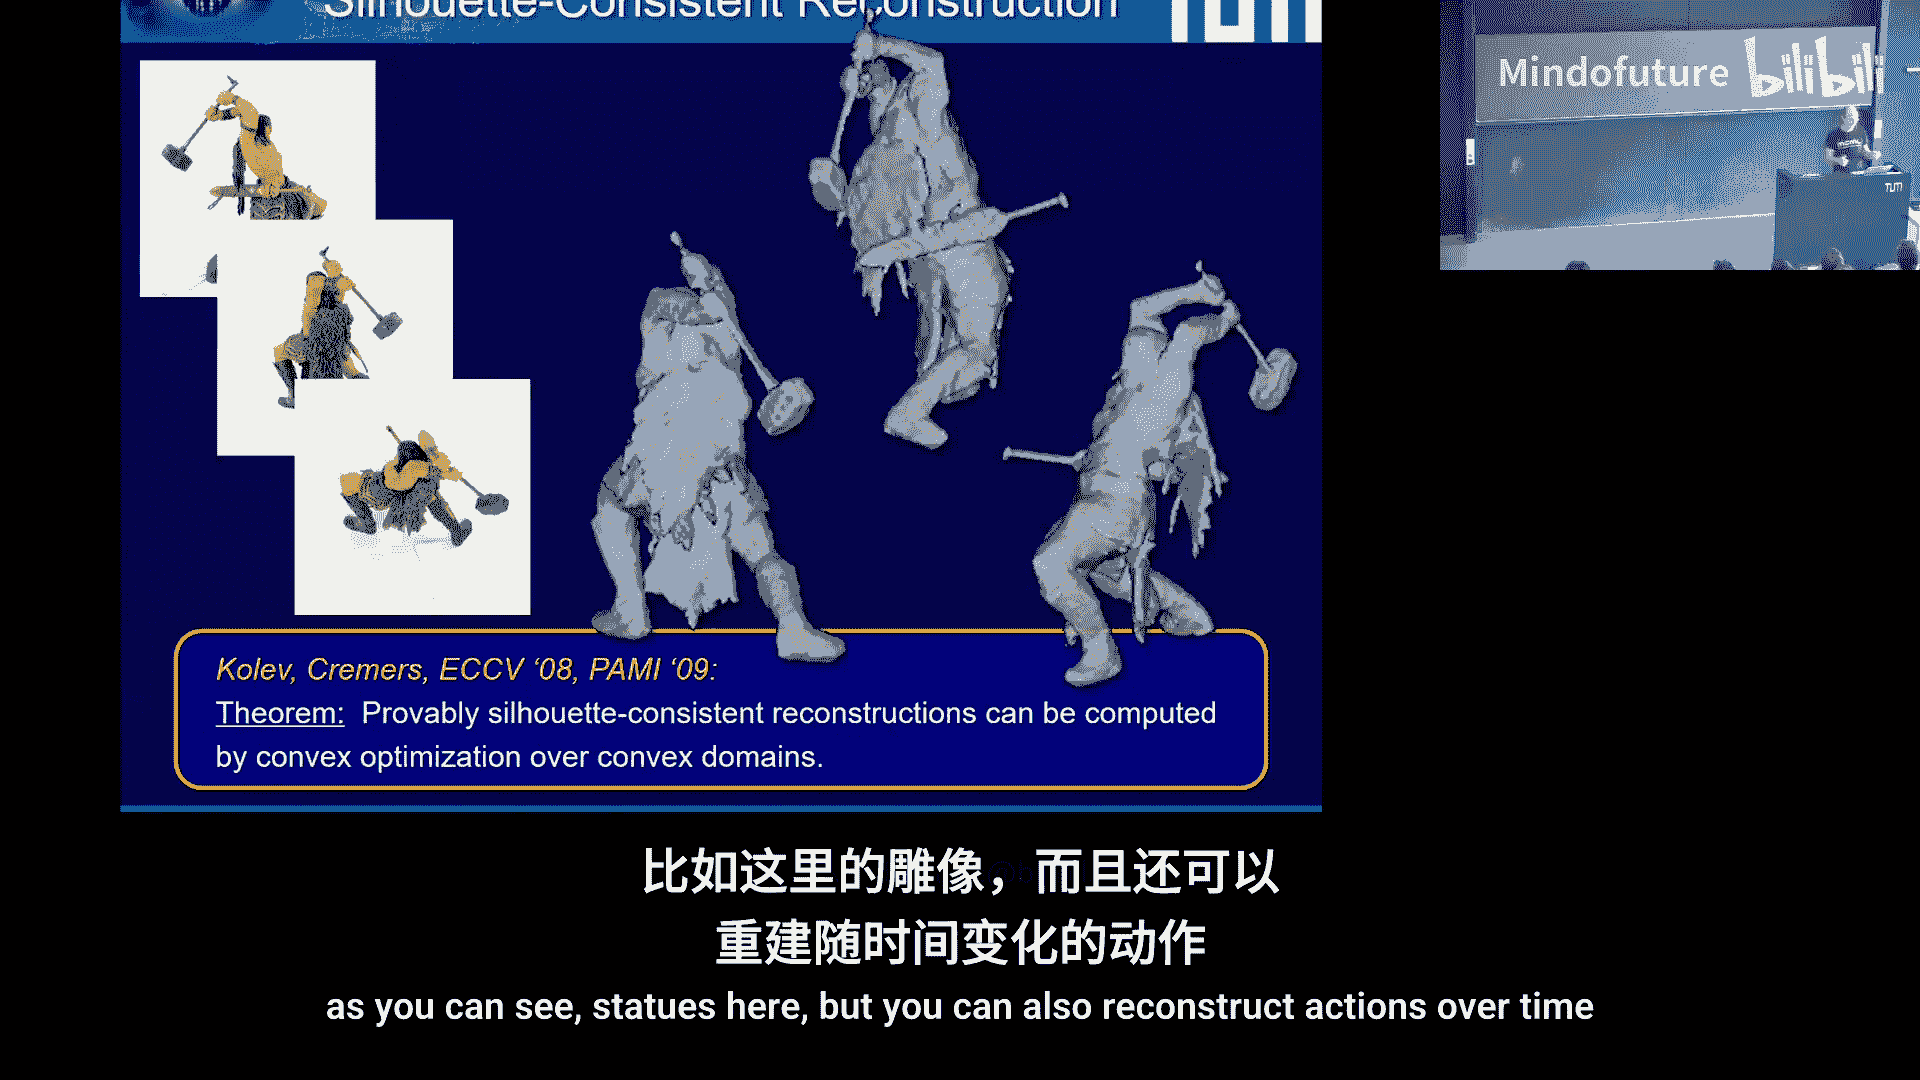 Silhouette-Consistent Reconstruction
TUM
Mindofuture bilibili
TUM
Kolev, Cremers, ECCV ‘08, PAMI ‘09:
Theorem: Provably silhouette-consistent reconstructions can be computed
by convex optimization over convex domains.
比如这里的雕像，而且还可以
重建随时间变化的动作
as you can see, statues here, but you can also reconstruct actions over time